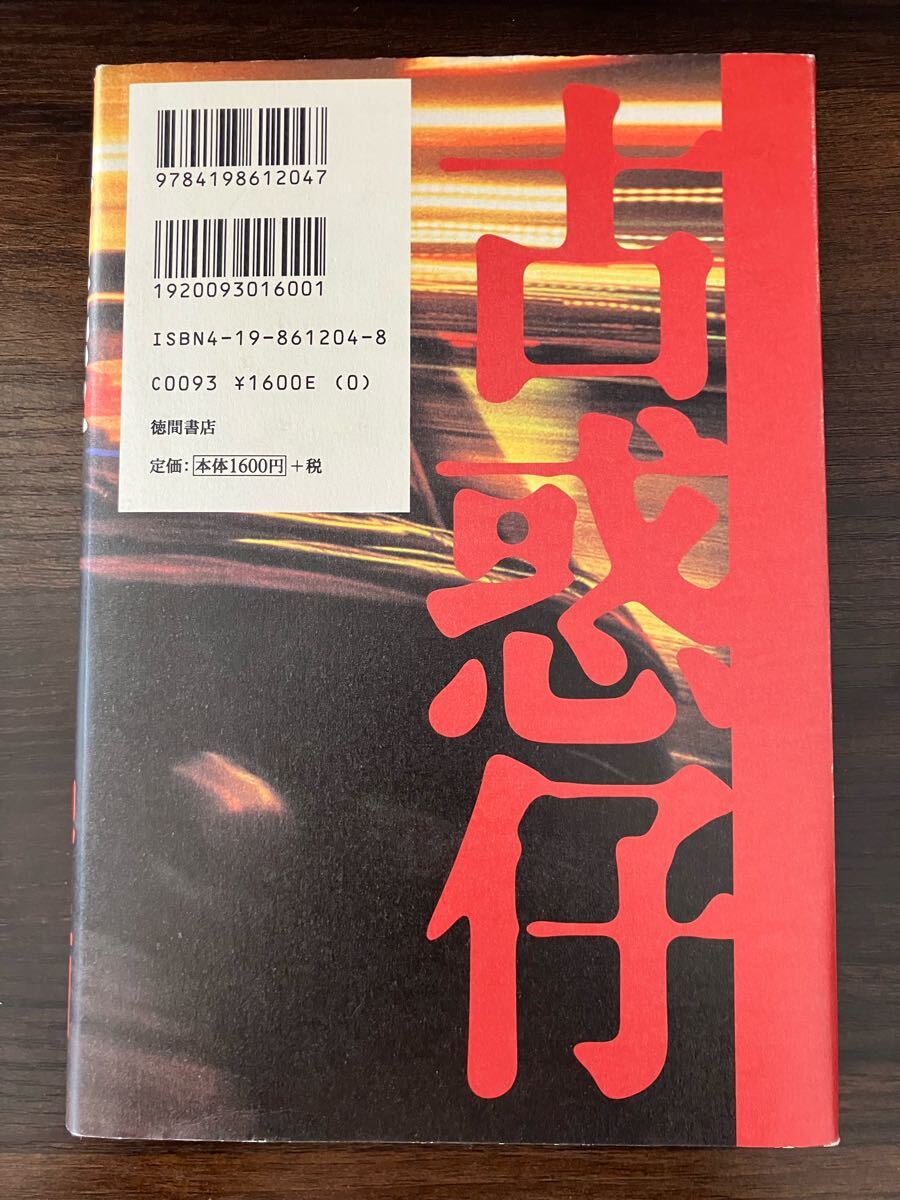 9784198612047
1920093016001
ISBN4-19-861204-8
C0093 ¥1600E (0)
徳間書店
定価：本体1600円＋税
古惑仔